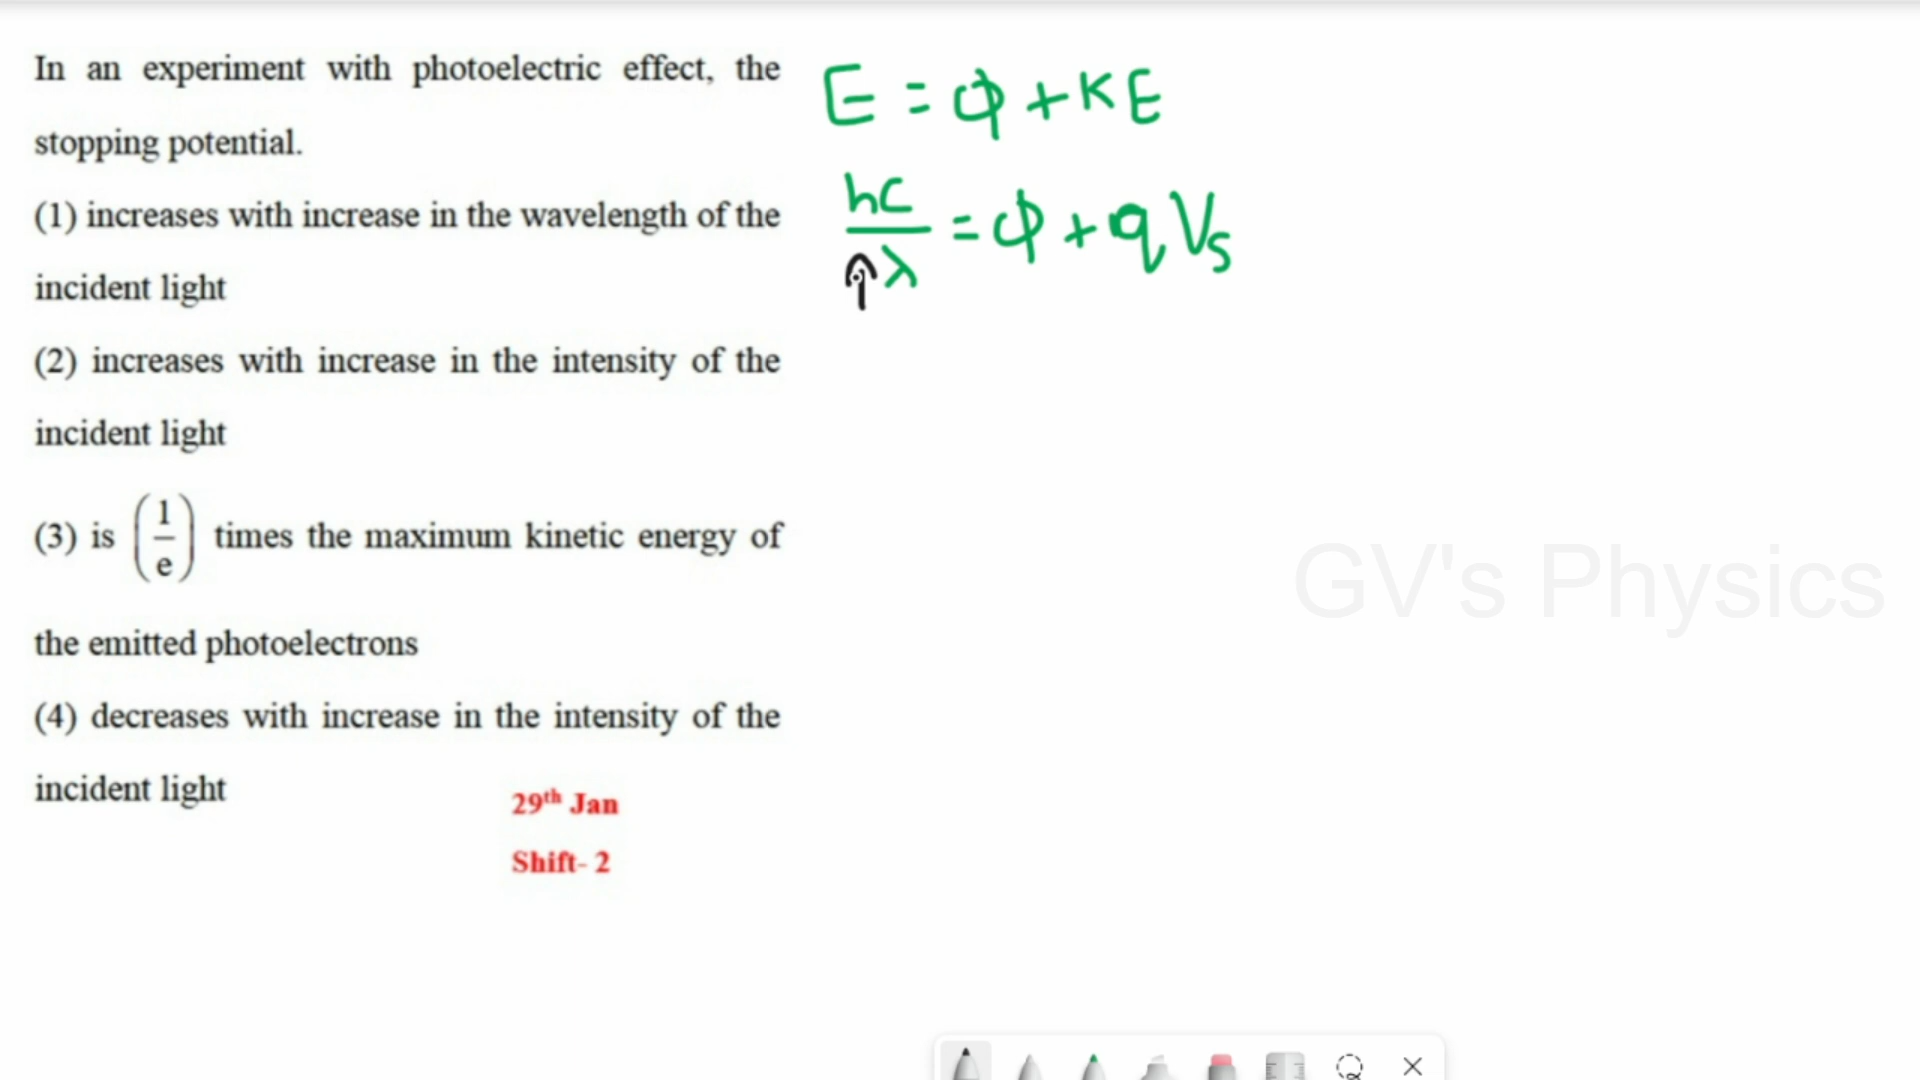 In an experiment with photoelectric effect, the
stopping potential.
(1) increases with increase in the wavelength of the
incident light
(2) increases with increase in the intensity of the
incident light
(3) is (1/e) times the maximum kinetic energy of
the emitted photoelectrons
(4) decreases with increase in the intensity of the
incident light
29th Jan
Shift- 2
E = ϕ + KE
hc/↑λ = ϕ + qVs
GV's Physics